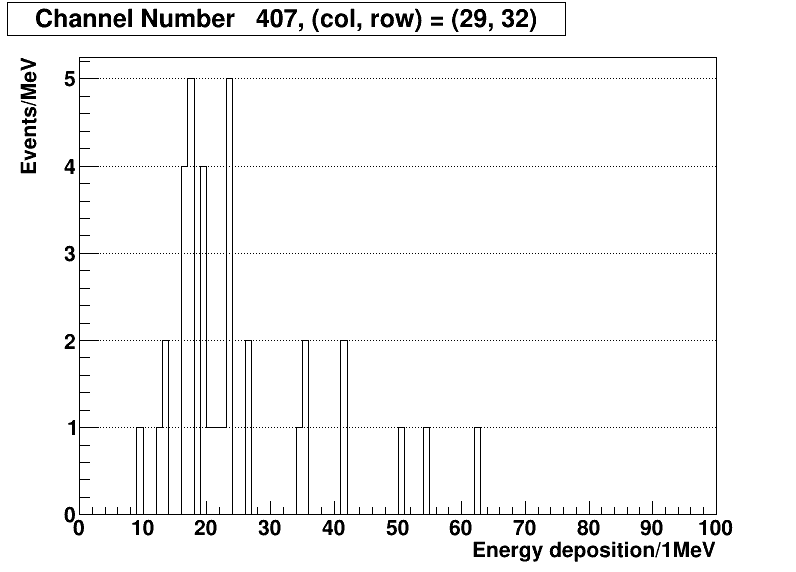 Channel Number 407, (col, row) = (29, 32)
Events/MeV
5
4
3
2
1
0
0 10 20 30 40 50 60 70 80 90 100
Energy deposition/1MeV